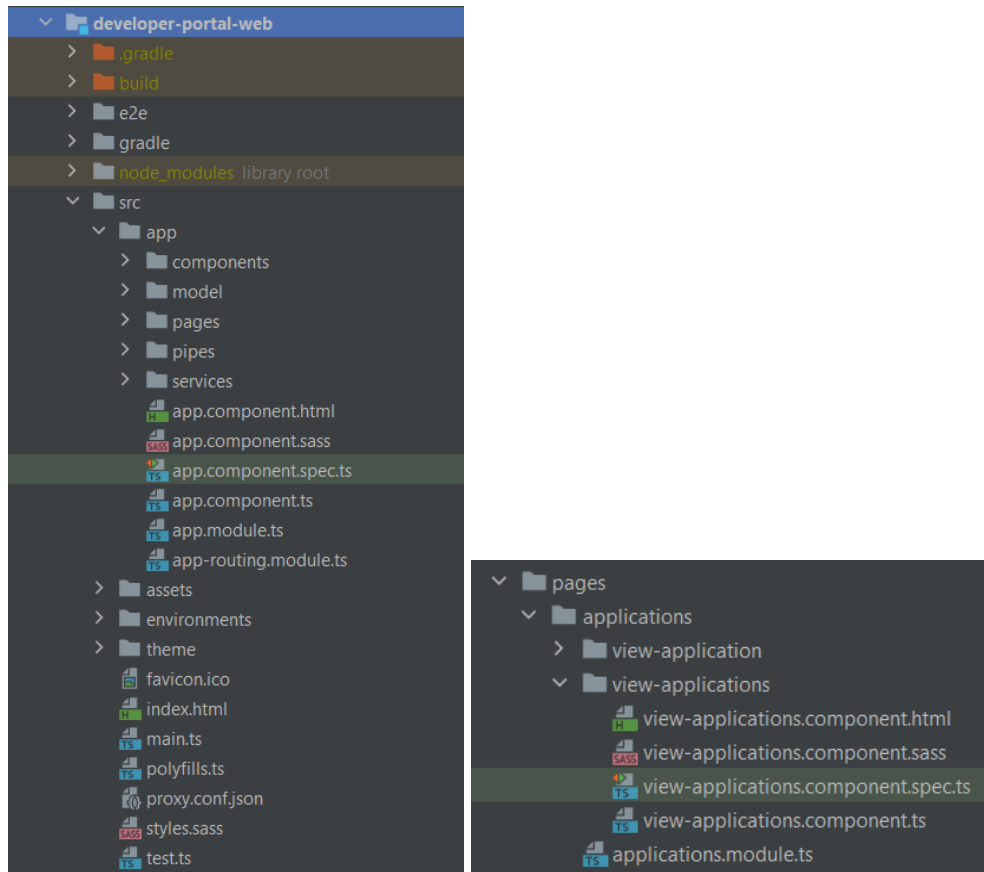 developer-portal-web
.gradle
build
e2e
gradle
node_modules library root
src
app
components
model
pages
pipes
services
app.component.html
app.component.sass
app.component.spec.ts
app.component.ts
app.module.ts
app-routing.module.ts
assets
environments
theme
favicon.ico
index.html
main.ts
polyfills.ts
proxy.conf.json
styles.sass
test.ts
pages
applications
view-application
view-applications
view-applications.component.html
view-applications.component.sass
view-applications.component.spec.ts
view-applications.component.ts
applications.module.ts